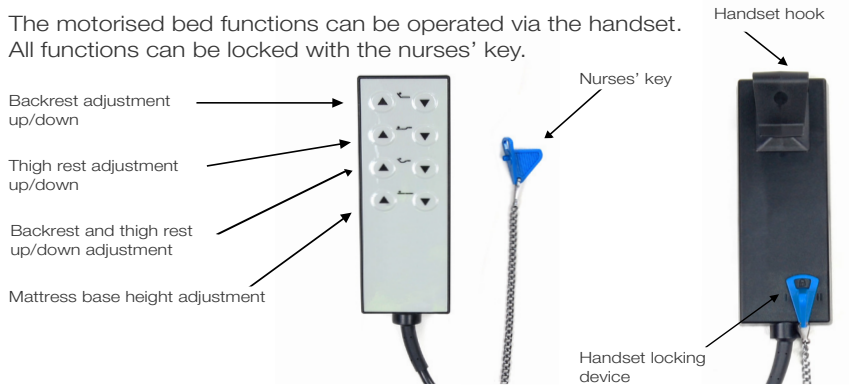 The motorised bed functions can be operated via the handset.
All functions can be locked with the nurses’ key.
Handset hook
Nurses’ key
Backrest adjustment
up/down
Thigh rest adjustment
up/down
Backrest and thigh rest
up/down adjustment
Mattress base height adjustment
Handset locking
device